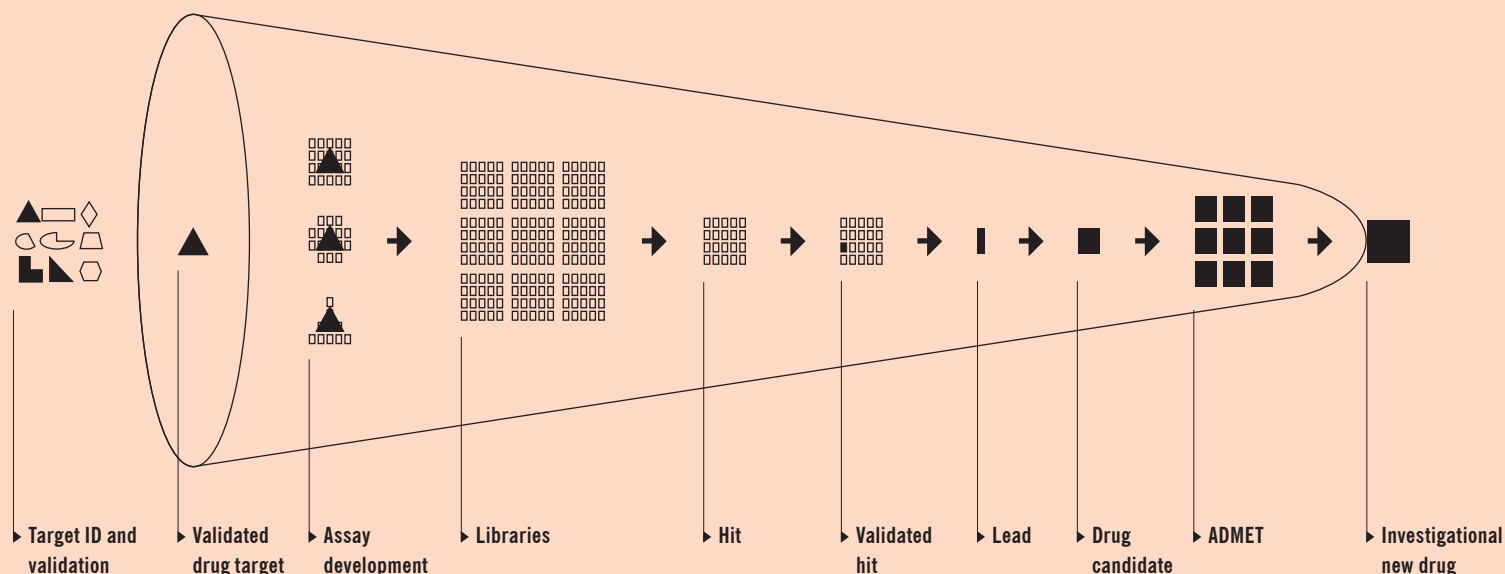 Target ID and
validation
Validated
drug target
Assay
development
Libraries
Hit
Validated
hit
Lead
Drug
candidate
ADMET
Investigational
new drug